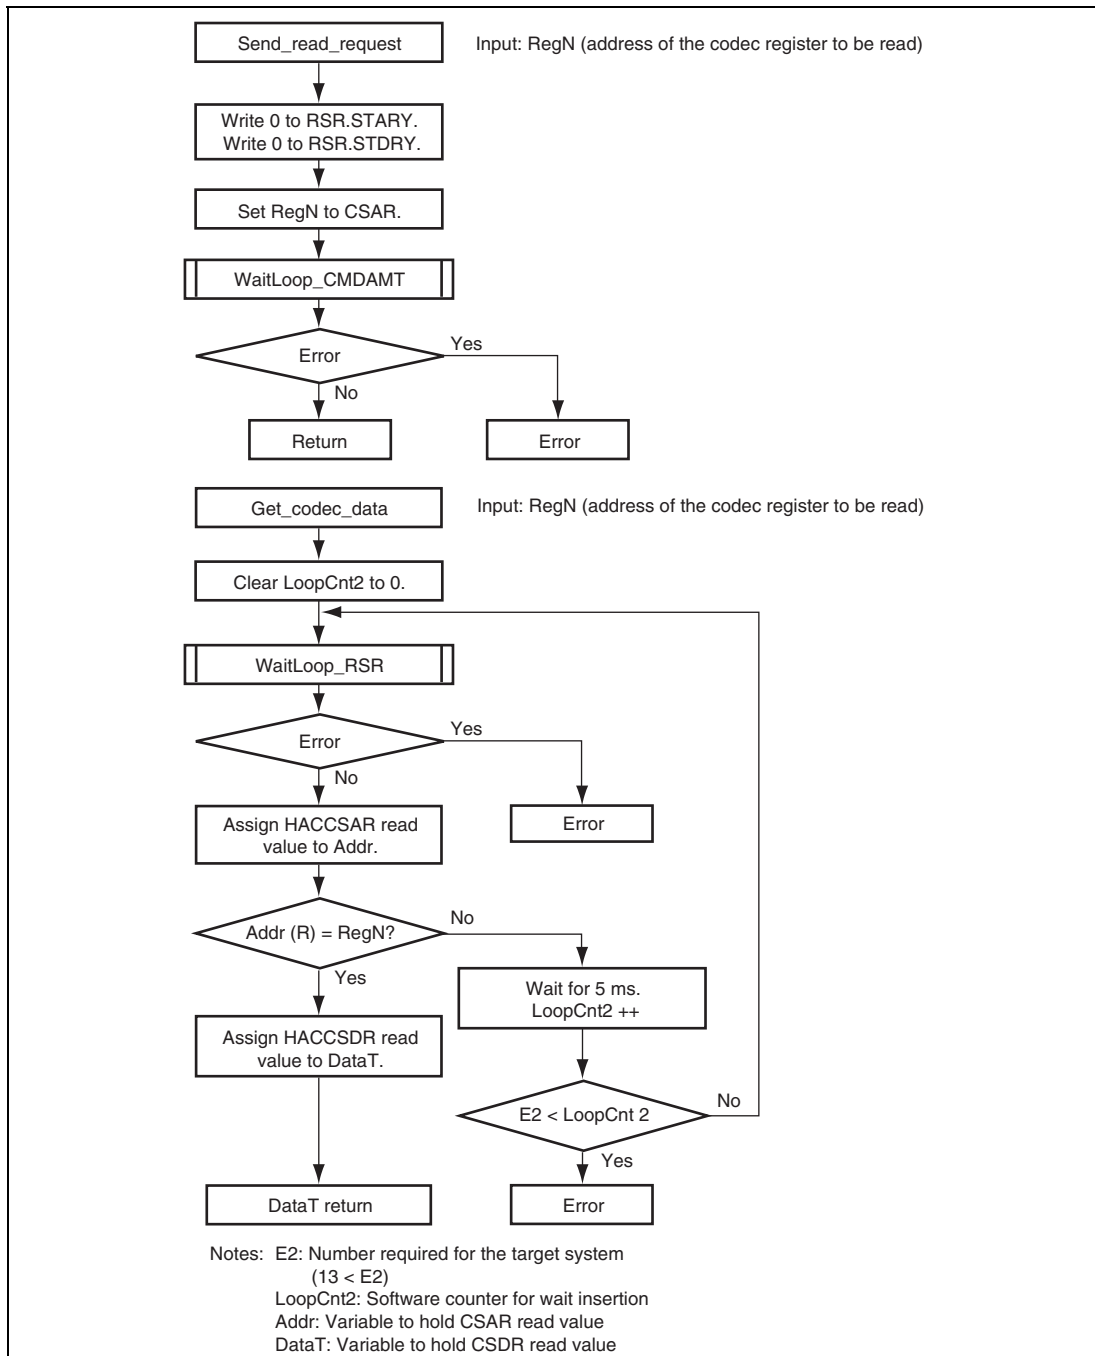 Send_read_request
Input: RegN (address of the codec register to be read)
Write 0 to RSR.STARY.
Write 0 to RSR.STDRY.
Set RegN to CSAR.
WaitLoop_CMDAMT
Error
Yes
No
Return
Error
Get_codec_data
Input: RegN (address of the codec register to be read)
Clear LoopCnt2 to 0.
WaitLoop_RSR
Error
Yes
No
Error
Assign HACCSAR read
value to Addr.
Addr (R) = RegN?
No
Yes
Wait for 5 ms.
LoopCnt2 ++
Assign HACCSDR read
value to DataT.
E2 < LoopCnt 2
No
Yes
DataT return
Error
Notes: E2: Number required for the target system
(13 < E2)
LoopCnt2: Software counter for wait insertion
Addr: Variable to hold CSAR read value
DataT: Variable to hold CSDR read value